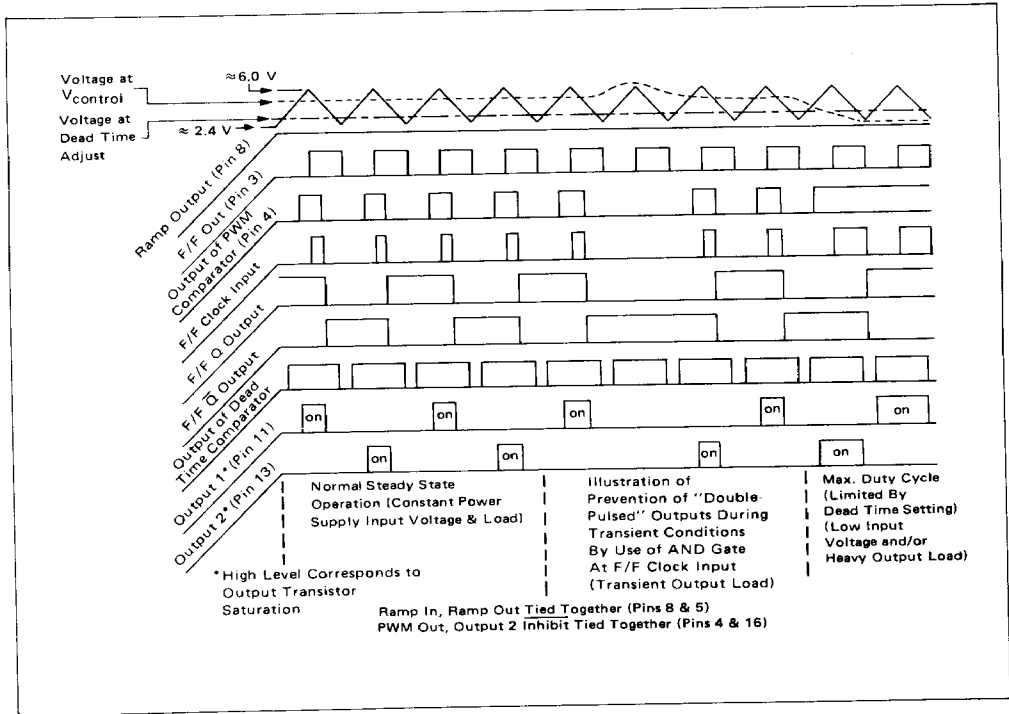 Voltage at
Vcontrol
≈6.0 V
Voltage at
Dead Time
Adjust
≈ 2.4 V
Ramp Output (Pin 8)
F/F Out (Pin 3)
Output of PWM
Comparator (Pin 4)
F/F Clock Input
F/F Q Output
F/F Q̅ Output
Output of Dead
Time Comparator
Output 1* (Pin 11)
Output 2* (Pin 13)
on on on on on
on on on on
Normal Steady State
Operation (Constant Power
Supply Input Voltage & Load)
Illustration of
Prevention of "Double-
Pulsed" Outputs During
Transient Conditions
By Use of AND Gate
At F/F Clock Input
(Transient Output Load)
Max. Duty Cycle
(Limited By
Dead Time Setting)
(Low Input
Voltage and/or
Heavy Output Load)
*High Level Corresponds to
Output Transistor
Saturation
Ramp In, Ramp Out Tied Together (Pins 8 & 5)
PWM Out, Output 2 Inhibit Tied Together (Pins 4 & 16)